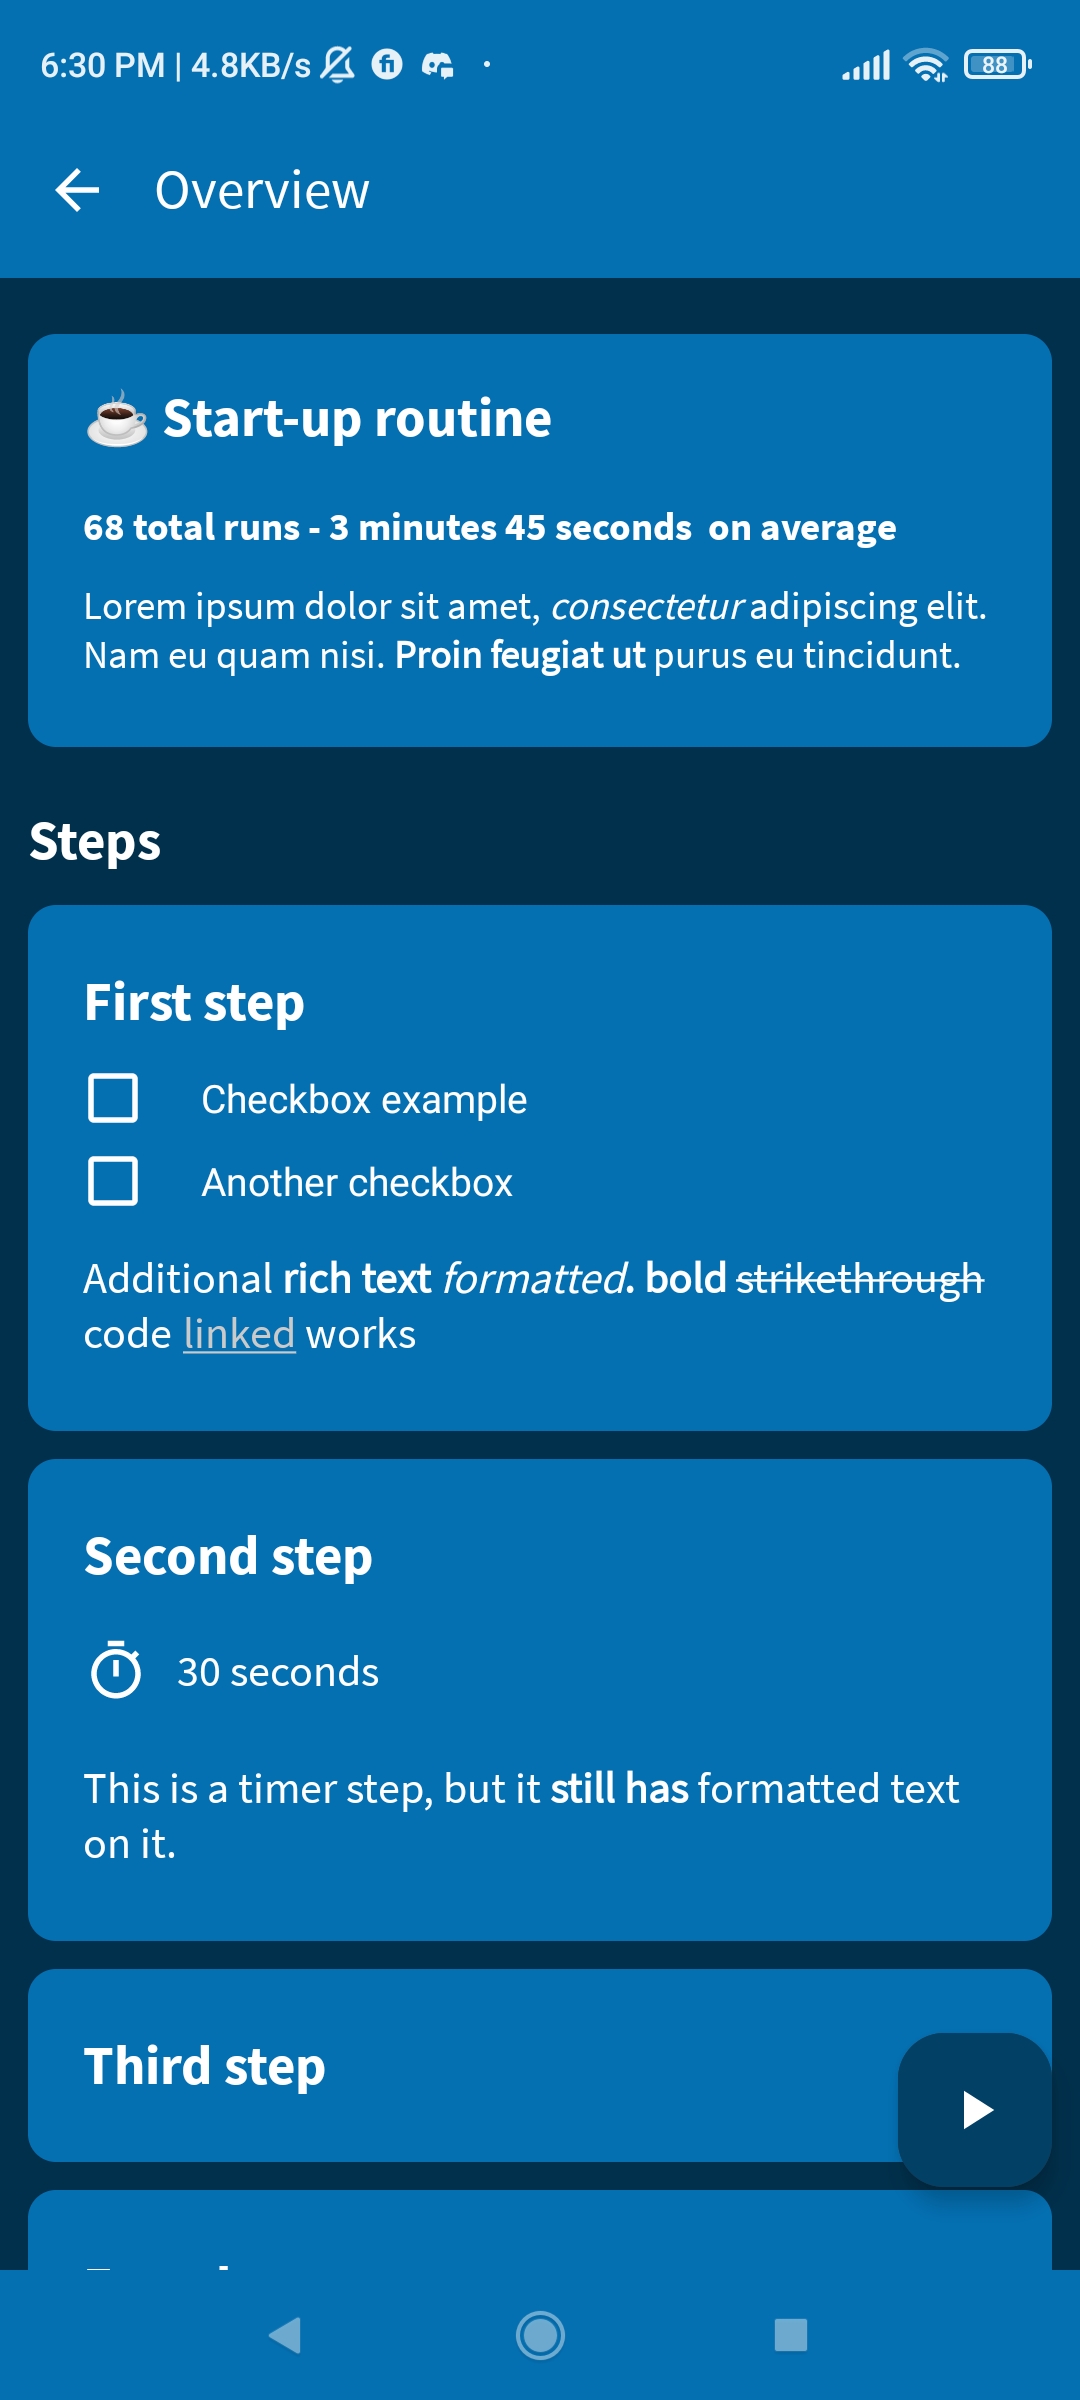 6:30 PM | 4.8KB/s
88
Overview
☕ Start-up routine
68 total runs - 3 minutes 45 seconds  on average
Lorem ipsum dolor sit amet, consectetur adipiscing elit.
Nam eu quam nisi. Proin feugiat ut purus eu tincidunt.
Steps
First step
Checkbox example
Another checkbox
Additional rich text formatted. bold strikethrough
code linked works
Second step
30 seconds
This is a timer step, but it still has formatted text
on it.
Third step